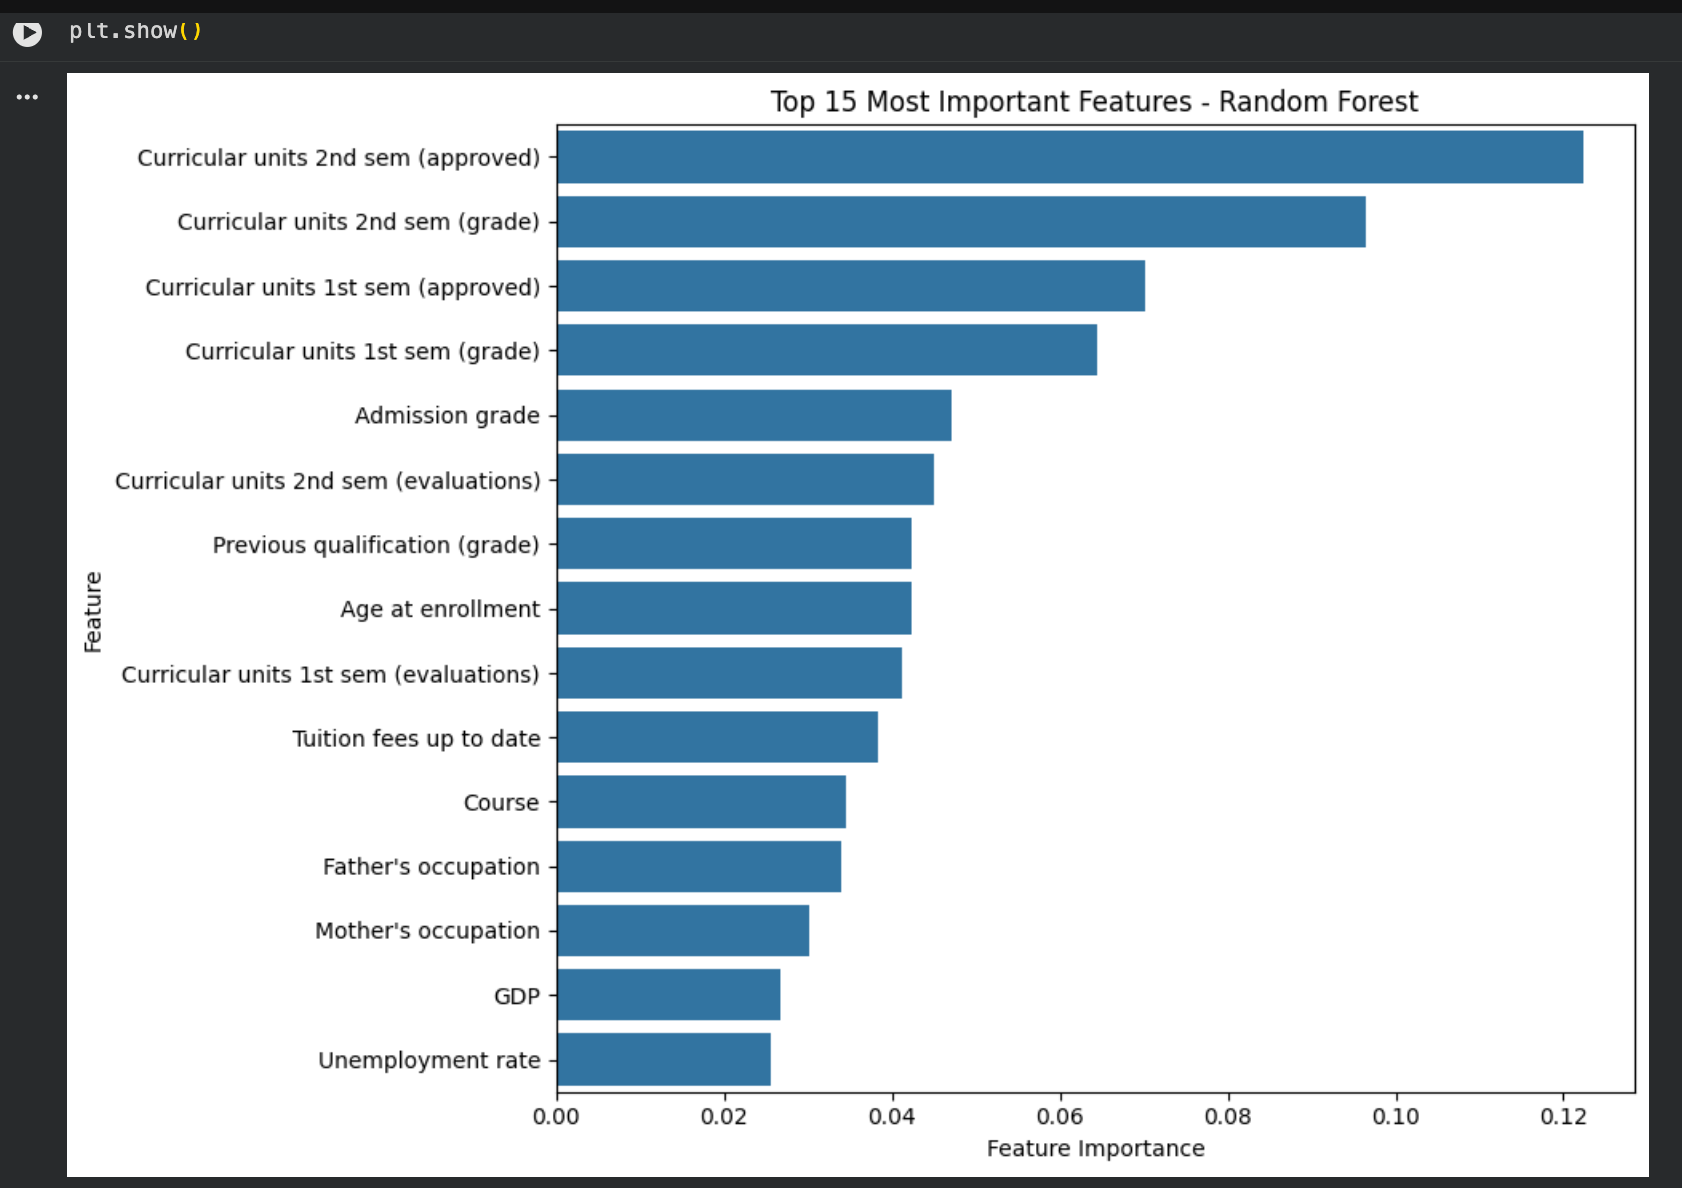 plt.show()
Top 15 Most Important Features - Random Forest
Curricular units 2nd sem (approved)
Curricular units 2nd sem (grade)
Curricular units 1st sem (approved)
Curricular units 1st sem (grade)
Admission grade
Curricular units 2nd sem (evaluations)
Previous qualification (grade)
Age at enrollment
Curricular units 1st sem (evaluations)
Tuition fees up to date
Course
Father's occupation
Mother's occupation
GDP
Unemployment rate
Feature
0.00 0.02 0.04 0.06 0.08 0.10 0.12
Feature Importance